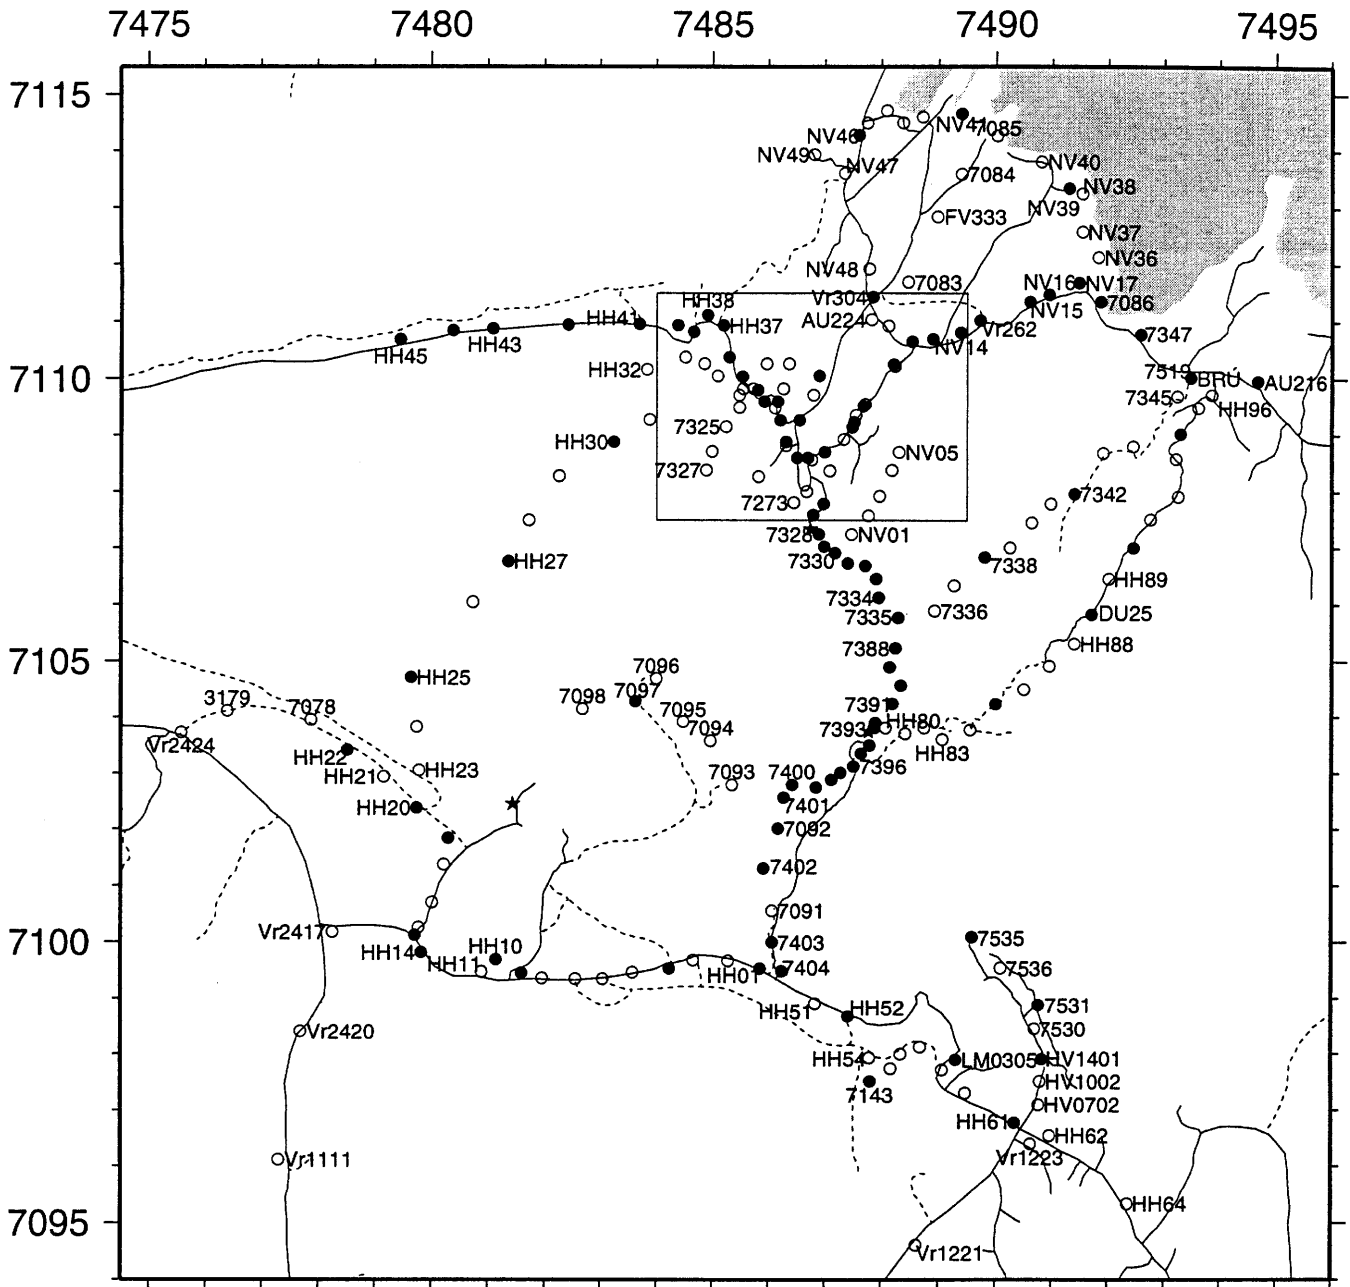 7475 7480 7485 7490 7495
7115
7110
7105
7100
7095
NV46
NV41
7085
NV49
NV47
NV40
7084
NV38
NV39
FV333
NV37
NV36
NV48
7083
NV16
NV17
Vr304
HH38
NV15
7086
HH41
HH37
AU224
Vr262
HH45
HH43
NV14
7347
HH32
7519
BRÚ
AU216
7345
HH96
7325
HH30
NV05
7327
7273
7342
7328
NV01
HH27
7330
7338
HH89
7334
7336
7335
DU25
7388
HH88
HH25
7096
3179
7078
7098
7097
7391
7095
HH80
Vr2424
7094
7393
HH22
HH83
HH21
HH23
7093
7400
7396
HH20
7401
7092
7402
7091
Vr2417
HH14
HH10
7403
7535
HH11
HH01
7404
7536
HH51
HH52
7531
Vr2420
7530
HH54
LM0305
HV1401
7143
HV1002
HV0702
HH61
HH62
Vr1111
Vr1223
HH64
Vr1221